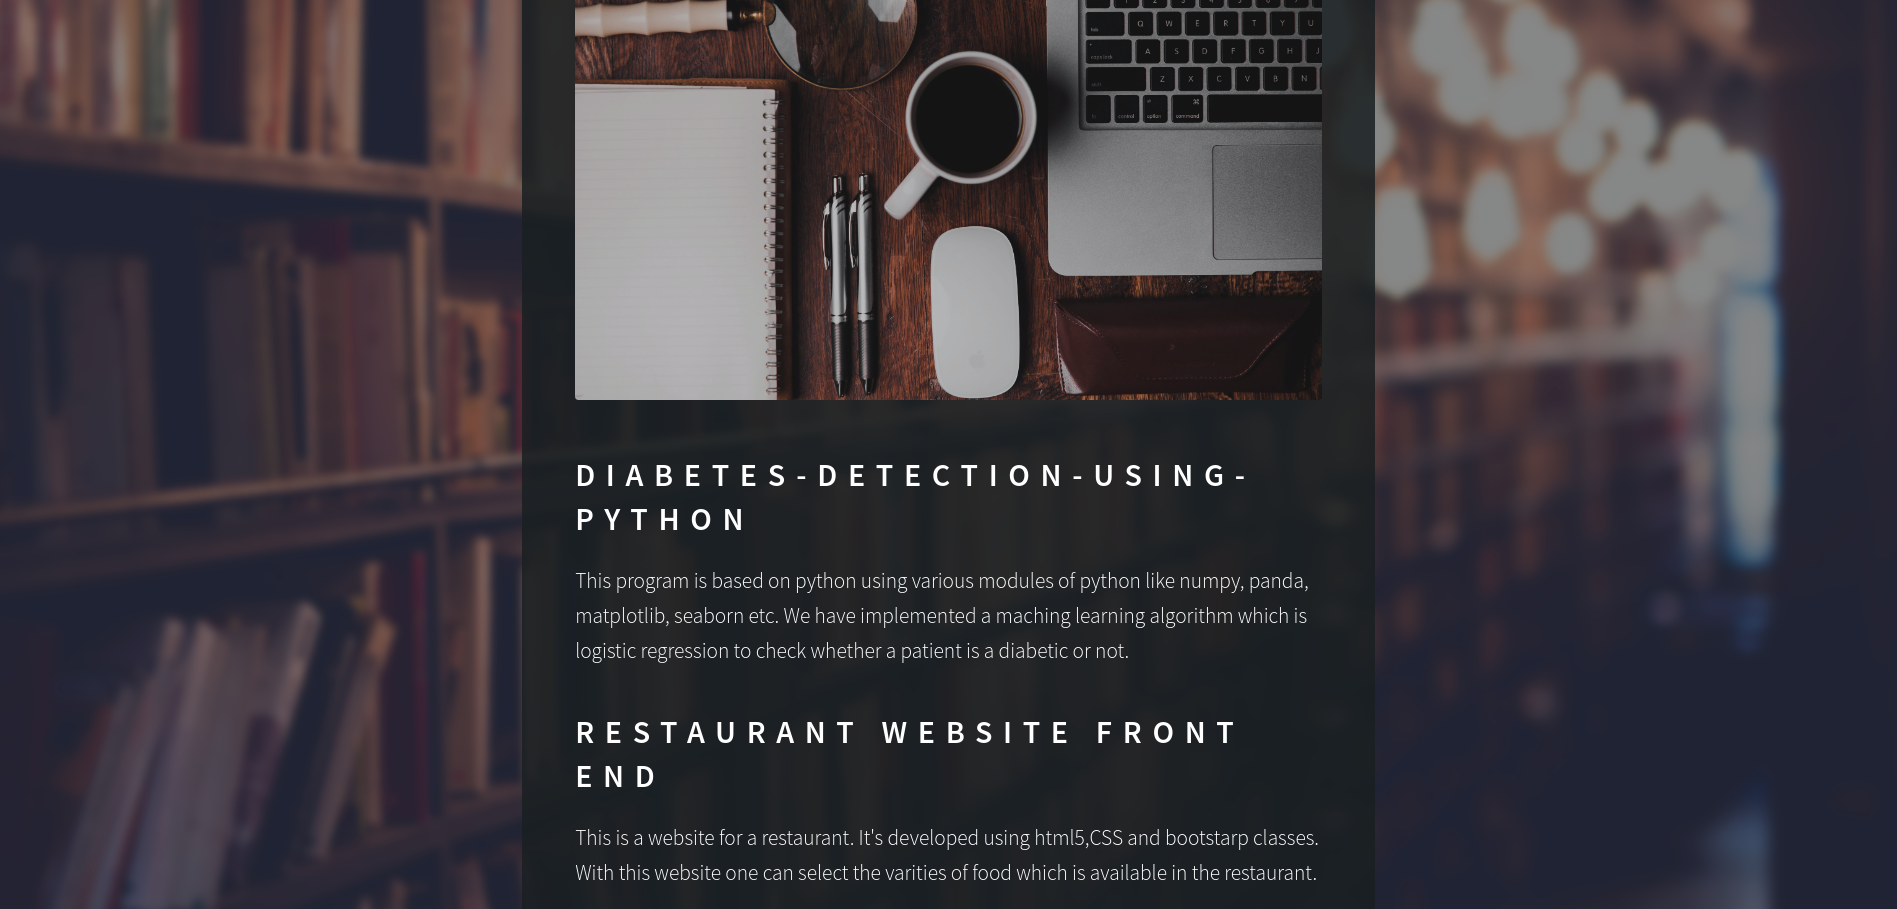 Q W E R T Y U
A S D F G H J
Z X C V B N
control option command
DIABETES-DETECTION-USING-
PYTHON
This program is based on python using various modules of python like numpy, panda,
matplotlib, seaborn etc. We have implemented a maching learning algorithm which is
logistic regression to check whether a patient is a diabetic or not.
RESTAURANT WEBSITE FRONT
END
This is a website for a restaurant. It's developed using html5,CSS and bootstarp classes.
With this website one can select the varities of food which is available in the restaurant.